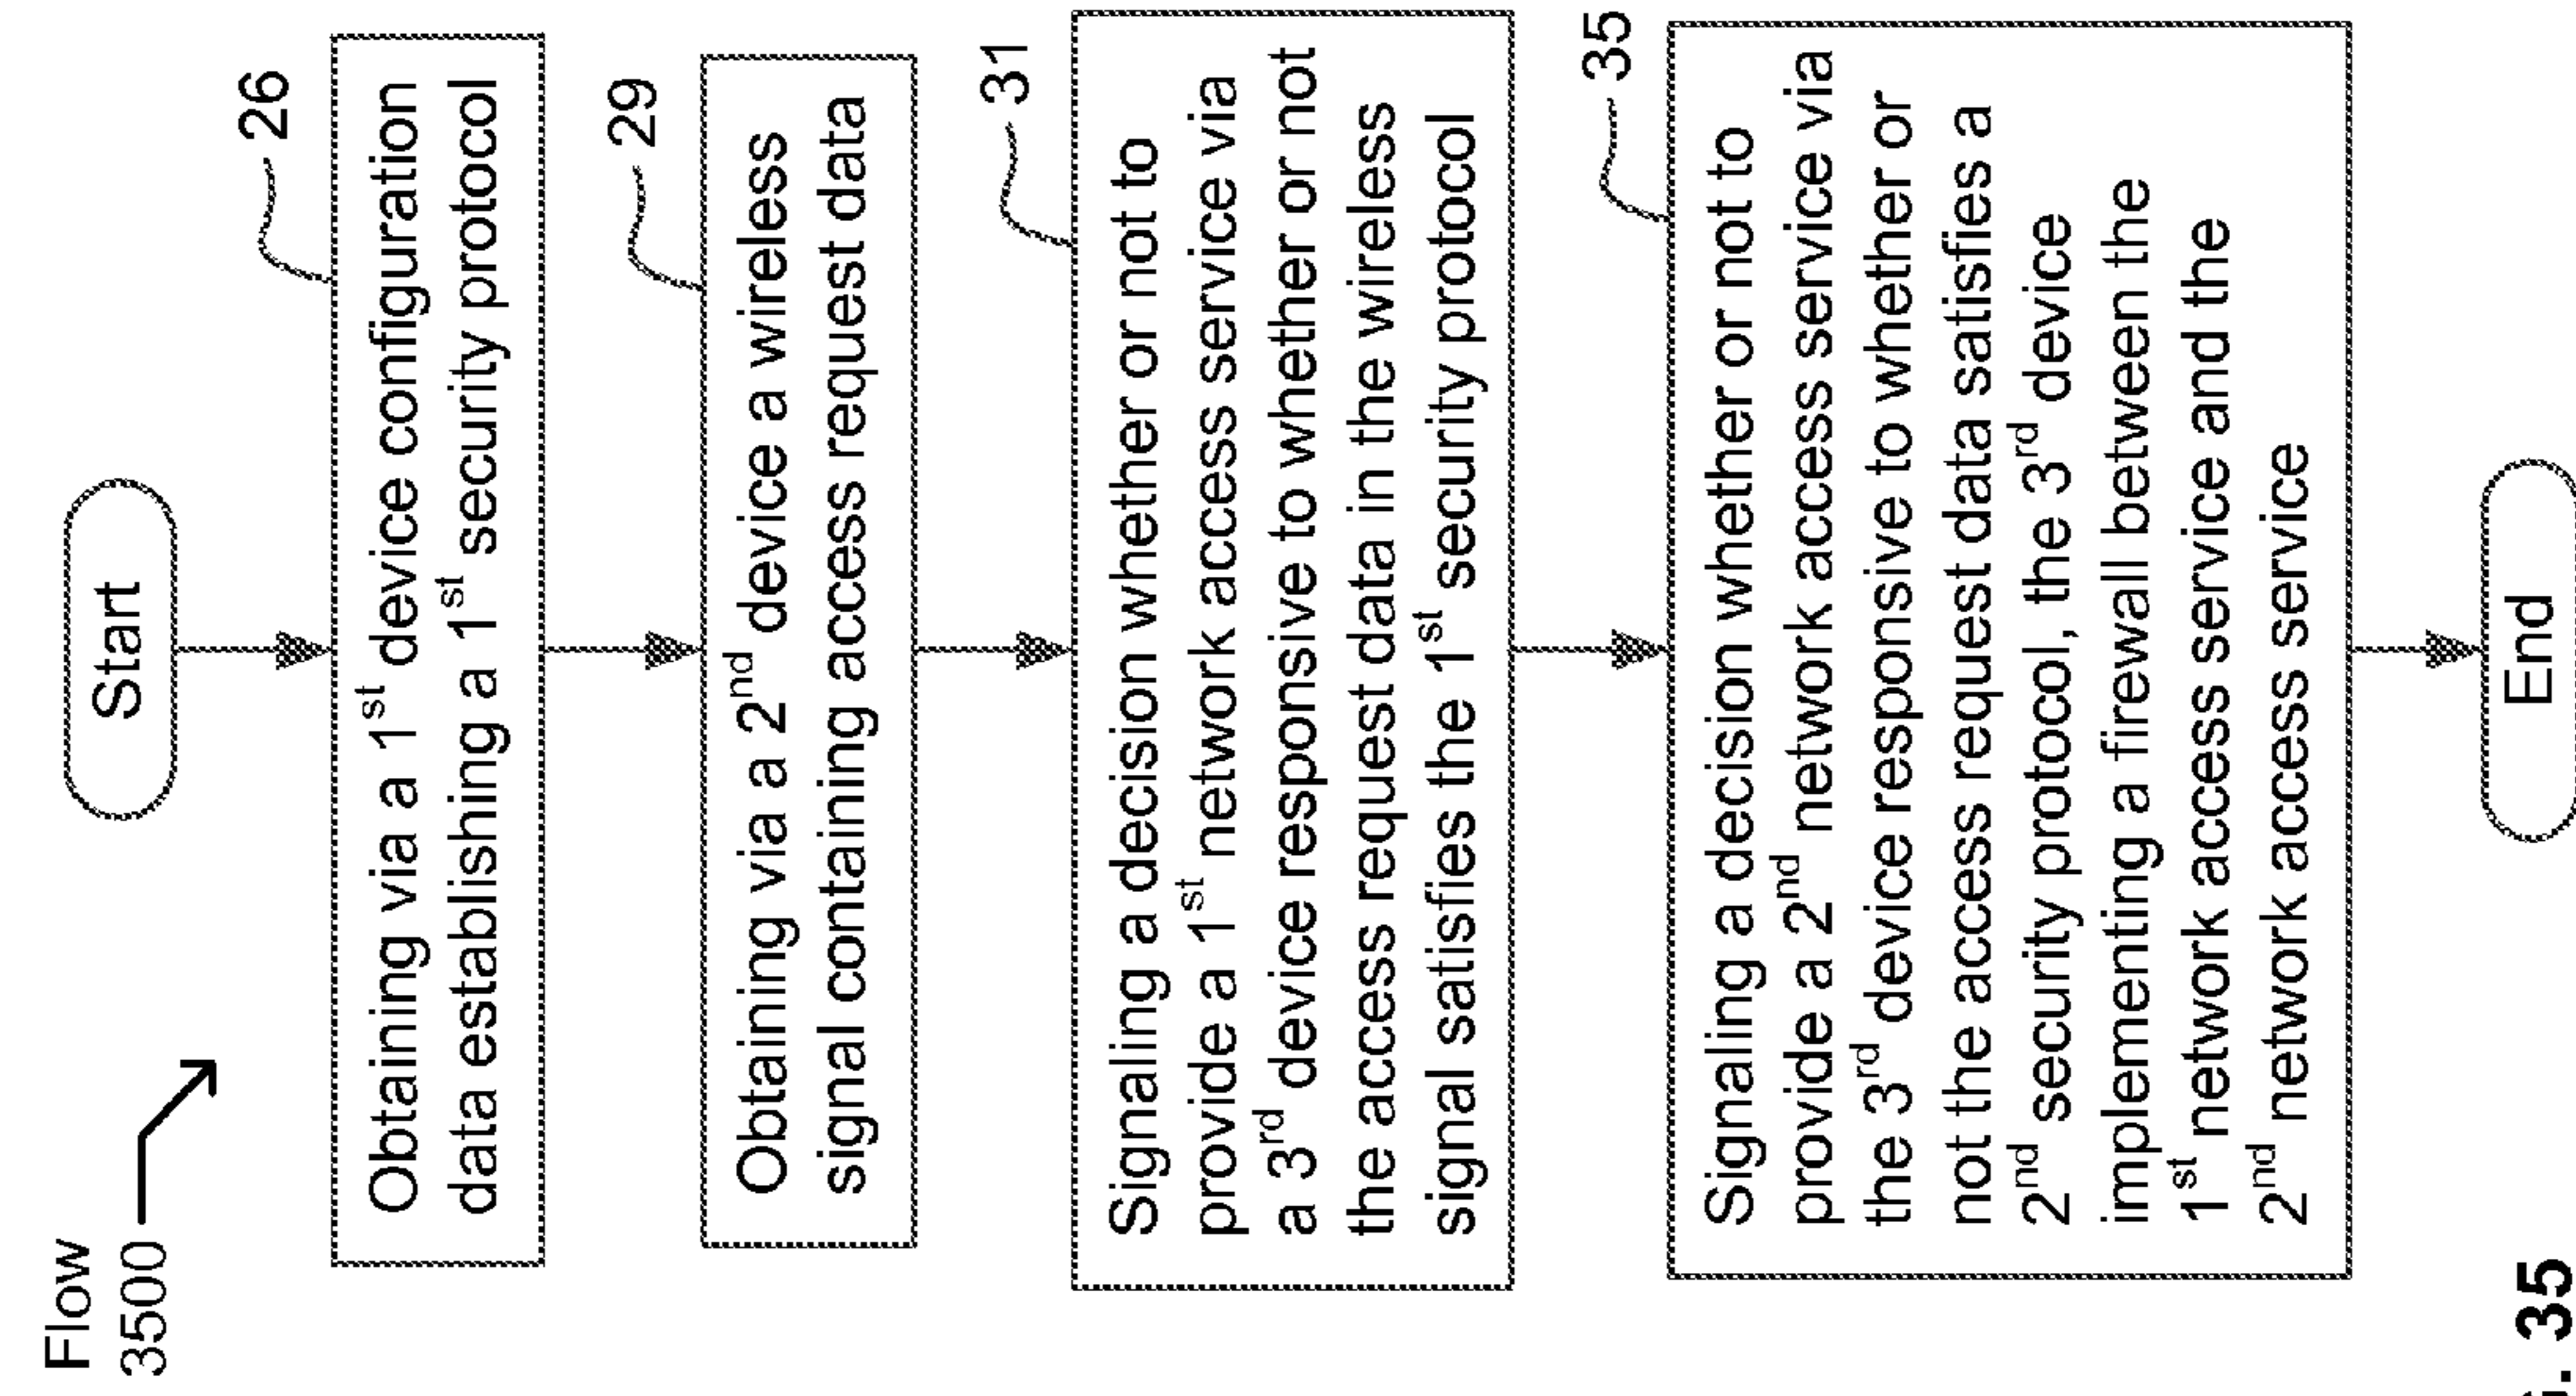 Flow
3500
Start
26
Obtaining via a 1st device configuration
data establishing a 1st security protocol
29
Obtaining via a 2nd device a wireless
signal containing access request data
31
Signaling a decision whether or not to
provide a 1st network access service via
a 3rd device responsive to whether or not
the access request data in the wireless
signal satisfies the 1st security protocol
35
Signaling a decision whether or not to
provide a 2nd network access service via
the 3rd device responsive to whether or
not the access request data satisfies a
2nd security protocol, the 3rd device
implementing a firewall between the
1st network access service and the
2nd network access service
End
35